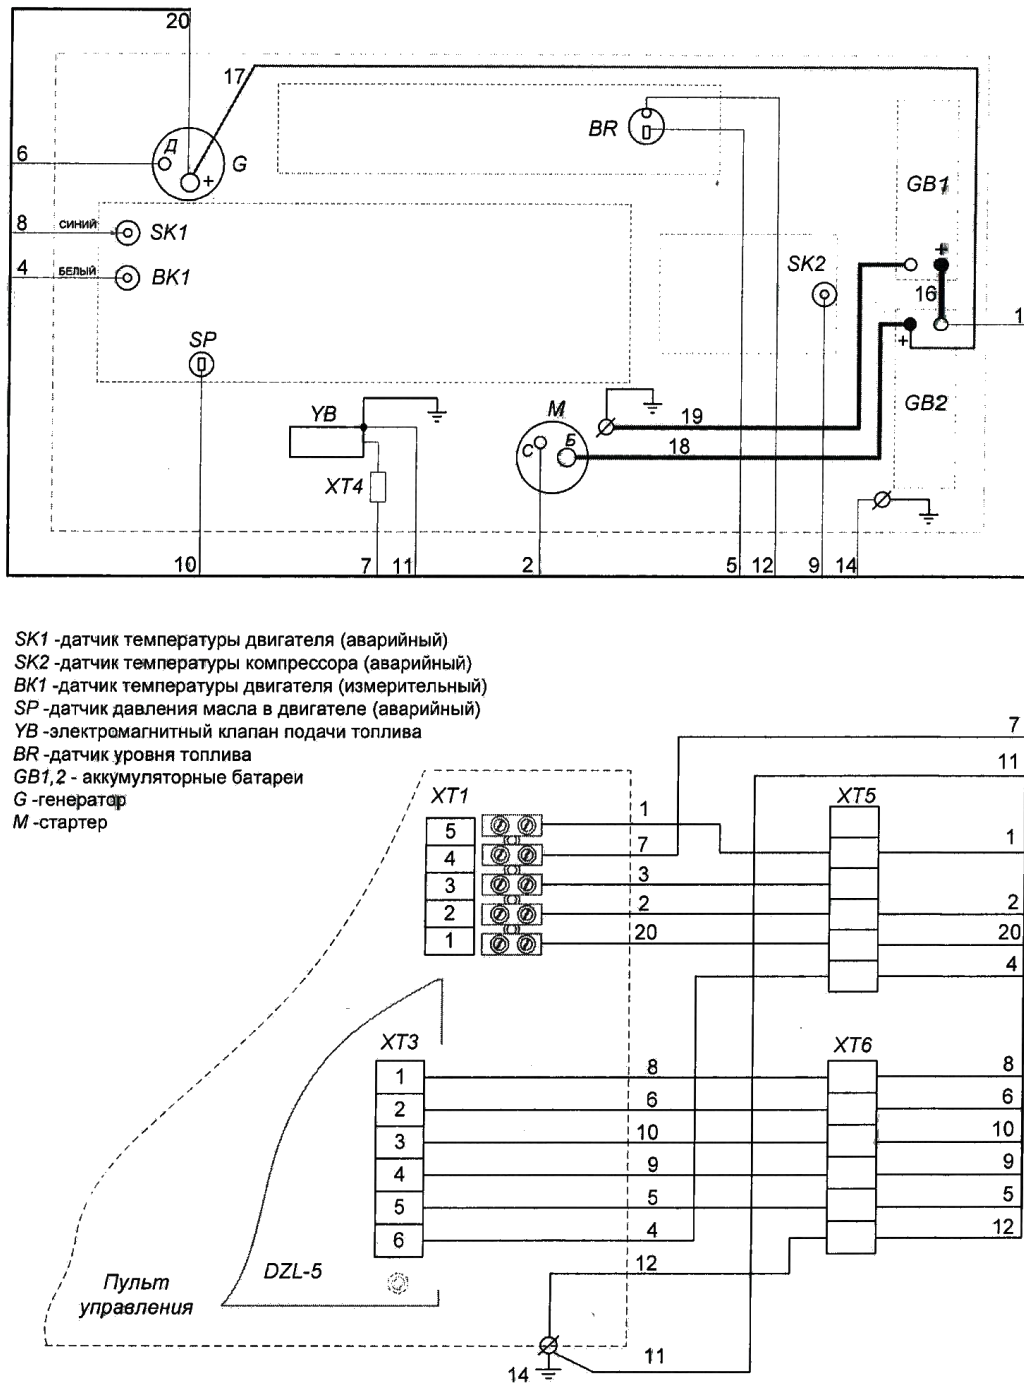 20
17
BR
6
Д
+
G
GB1
8
СИНИЙ
SK1
+
4
БЕЛЫЙ
BK1
SK2
16
1
SP
+
YB
M
19
GB2
С
Б
18
XT4
10
7
11
2
5
12
9
14
SK1 -датчик температуры двигателя (аварийный)
SK2 -датчик температуры компрессора (аварийный)
BK1 -датчик температуры двигателя (измерительный)
SP -датчик давления масла в двигателе (аварийный)
YB -электромагнитный клапан подачи топлива
BR -датчик уровня топлива
GB1,2 - аккумуляторные батареи
G -генератор
M -стартер
7
11
XT1
XT5
5
1
1
4
7
3
3
2
2
2
1
20
20
4
XT3
XT6
1
8
8
2
6
6
3
10
10
4
9
9
5
5
5
6
4
12
12
DZL-5
Пульт
управления
14
11